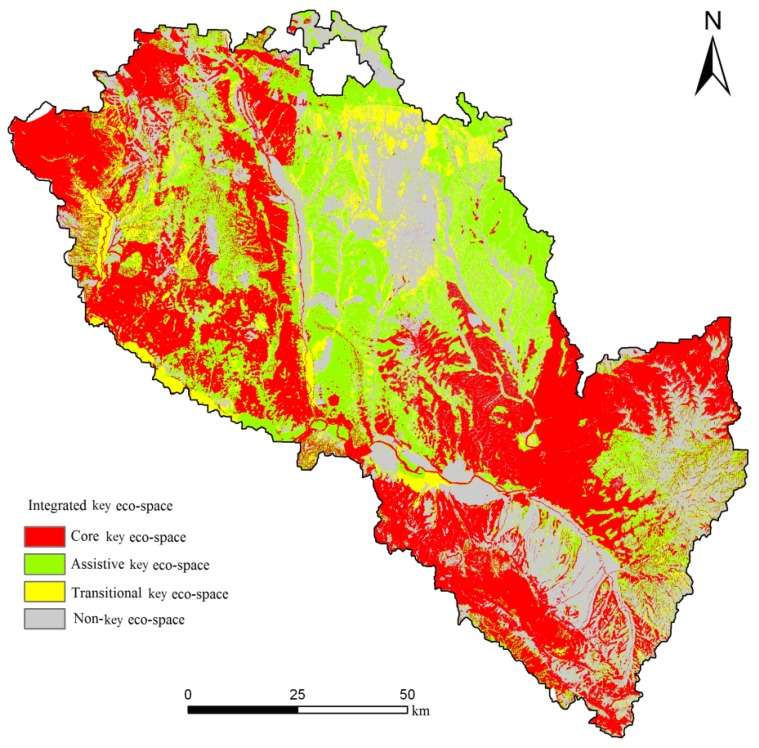 N
Integrated key eco-space
Core key eco-space
Assistive key eco-space
Transitional key eco-space
Non-key eco-space
0 25 50
km